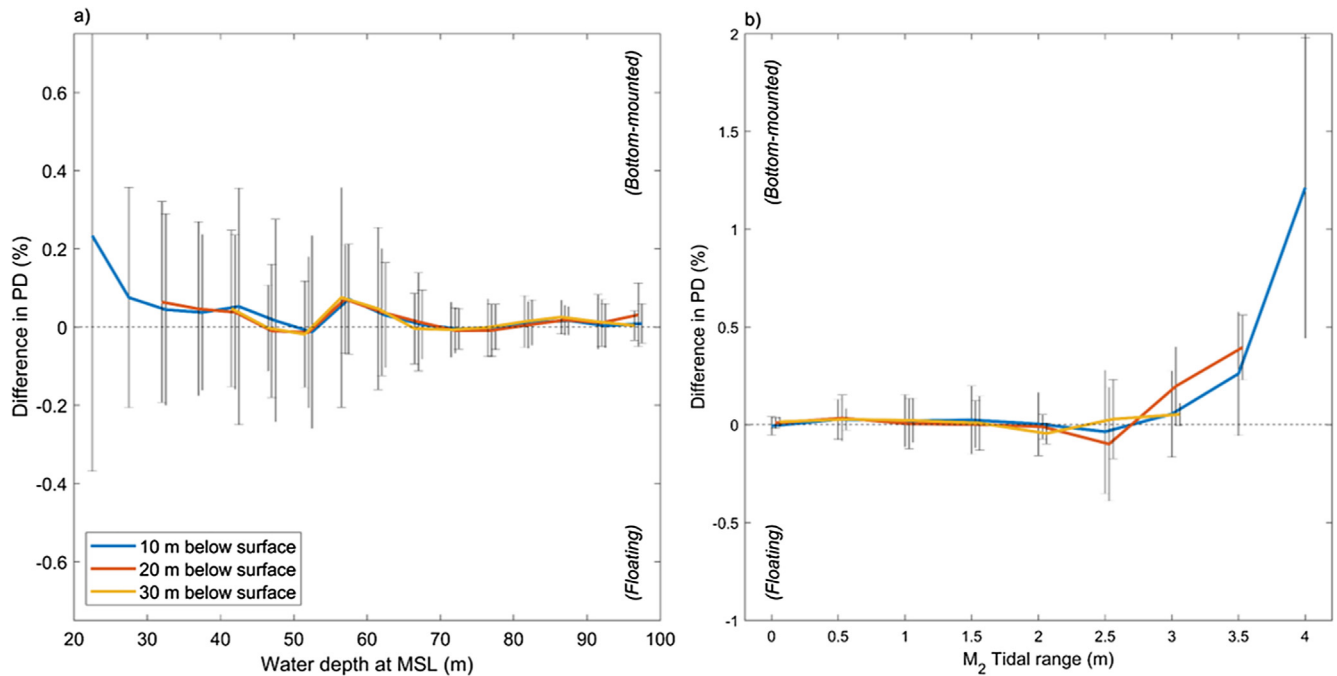 a)
Difference in PD (%)
0.6
0.4
0.2
0
-0.2
-0.4
-0.6
(Bottom-mounted)
(Floating)
10 m below surface
20 m below surface
30 m below surface
20 30 40 50 60 70 80 90 100
Water depth at MSL (m)
b)
Difference in PD (%)
2
1.5
1
0.5
0
-0.5
-1
(Bottom-mounted)
(Floating)
0 0.5 1 1.5 2 2.5 3 3.5 4
M₂ Tidal range (m)